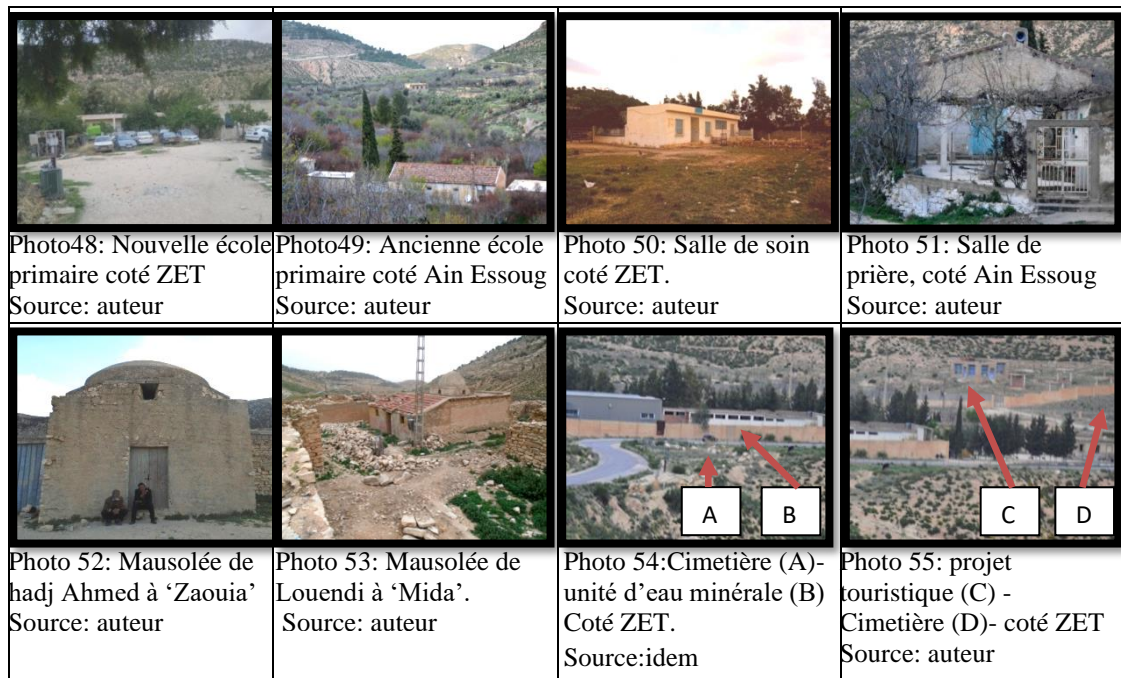 Photo48: Nouvelle école
primaire coté ZET
Source: auteur
Photo49: Ancienne école
primaire coté Ain Essoug
Source: auteur
Photo 50: Salle de soin
coté ZET.
Source: auteur
Photo 51: Salle de
prière, coté Ain Essoug
Source: auteur
A
B
C
D
Photo 52: Mausolée de
hadj Ahmed à ‘Zaouia’
Source: auteur
Photo 53: Mausolée de
Louendi à ‘Mida’.
Source: auteur
Photo 54:Cimetière (A)-
unité d’eau minérale (B)
Coté ZET.
Source:idem
Photo 55: projet
touristique (C) -
Cimetière (D)- coté ZET
Source: auteur